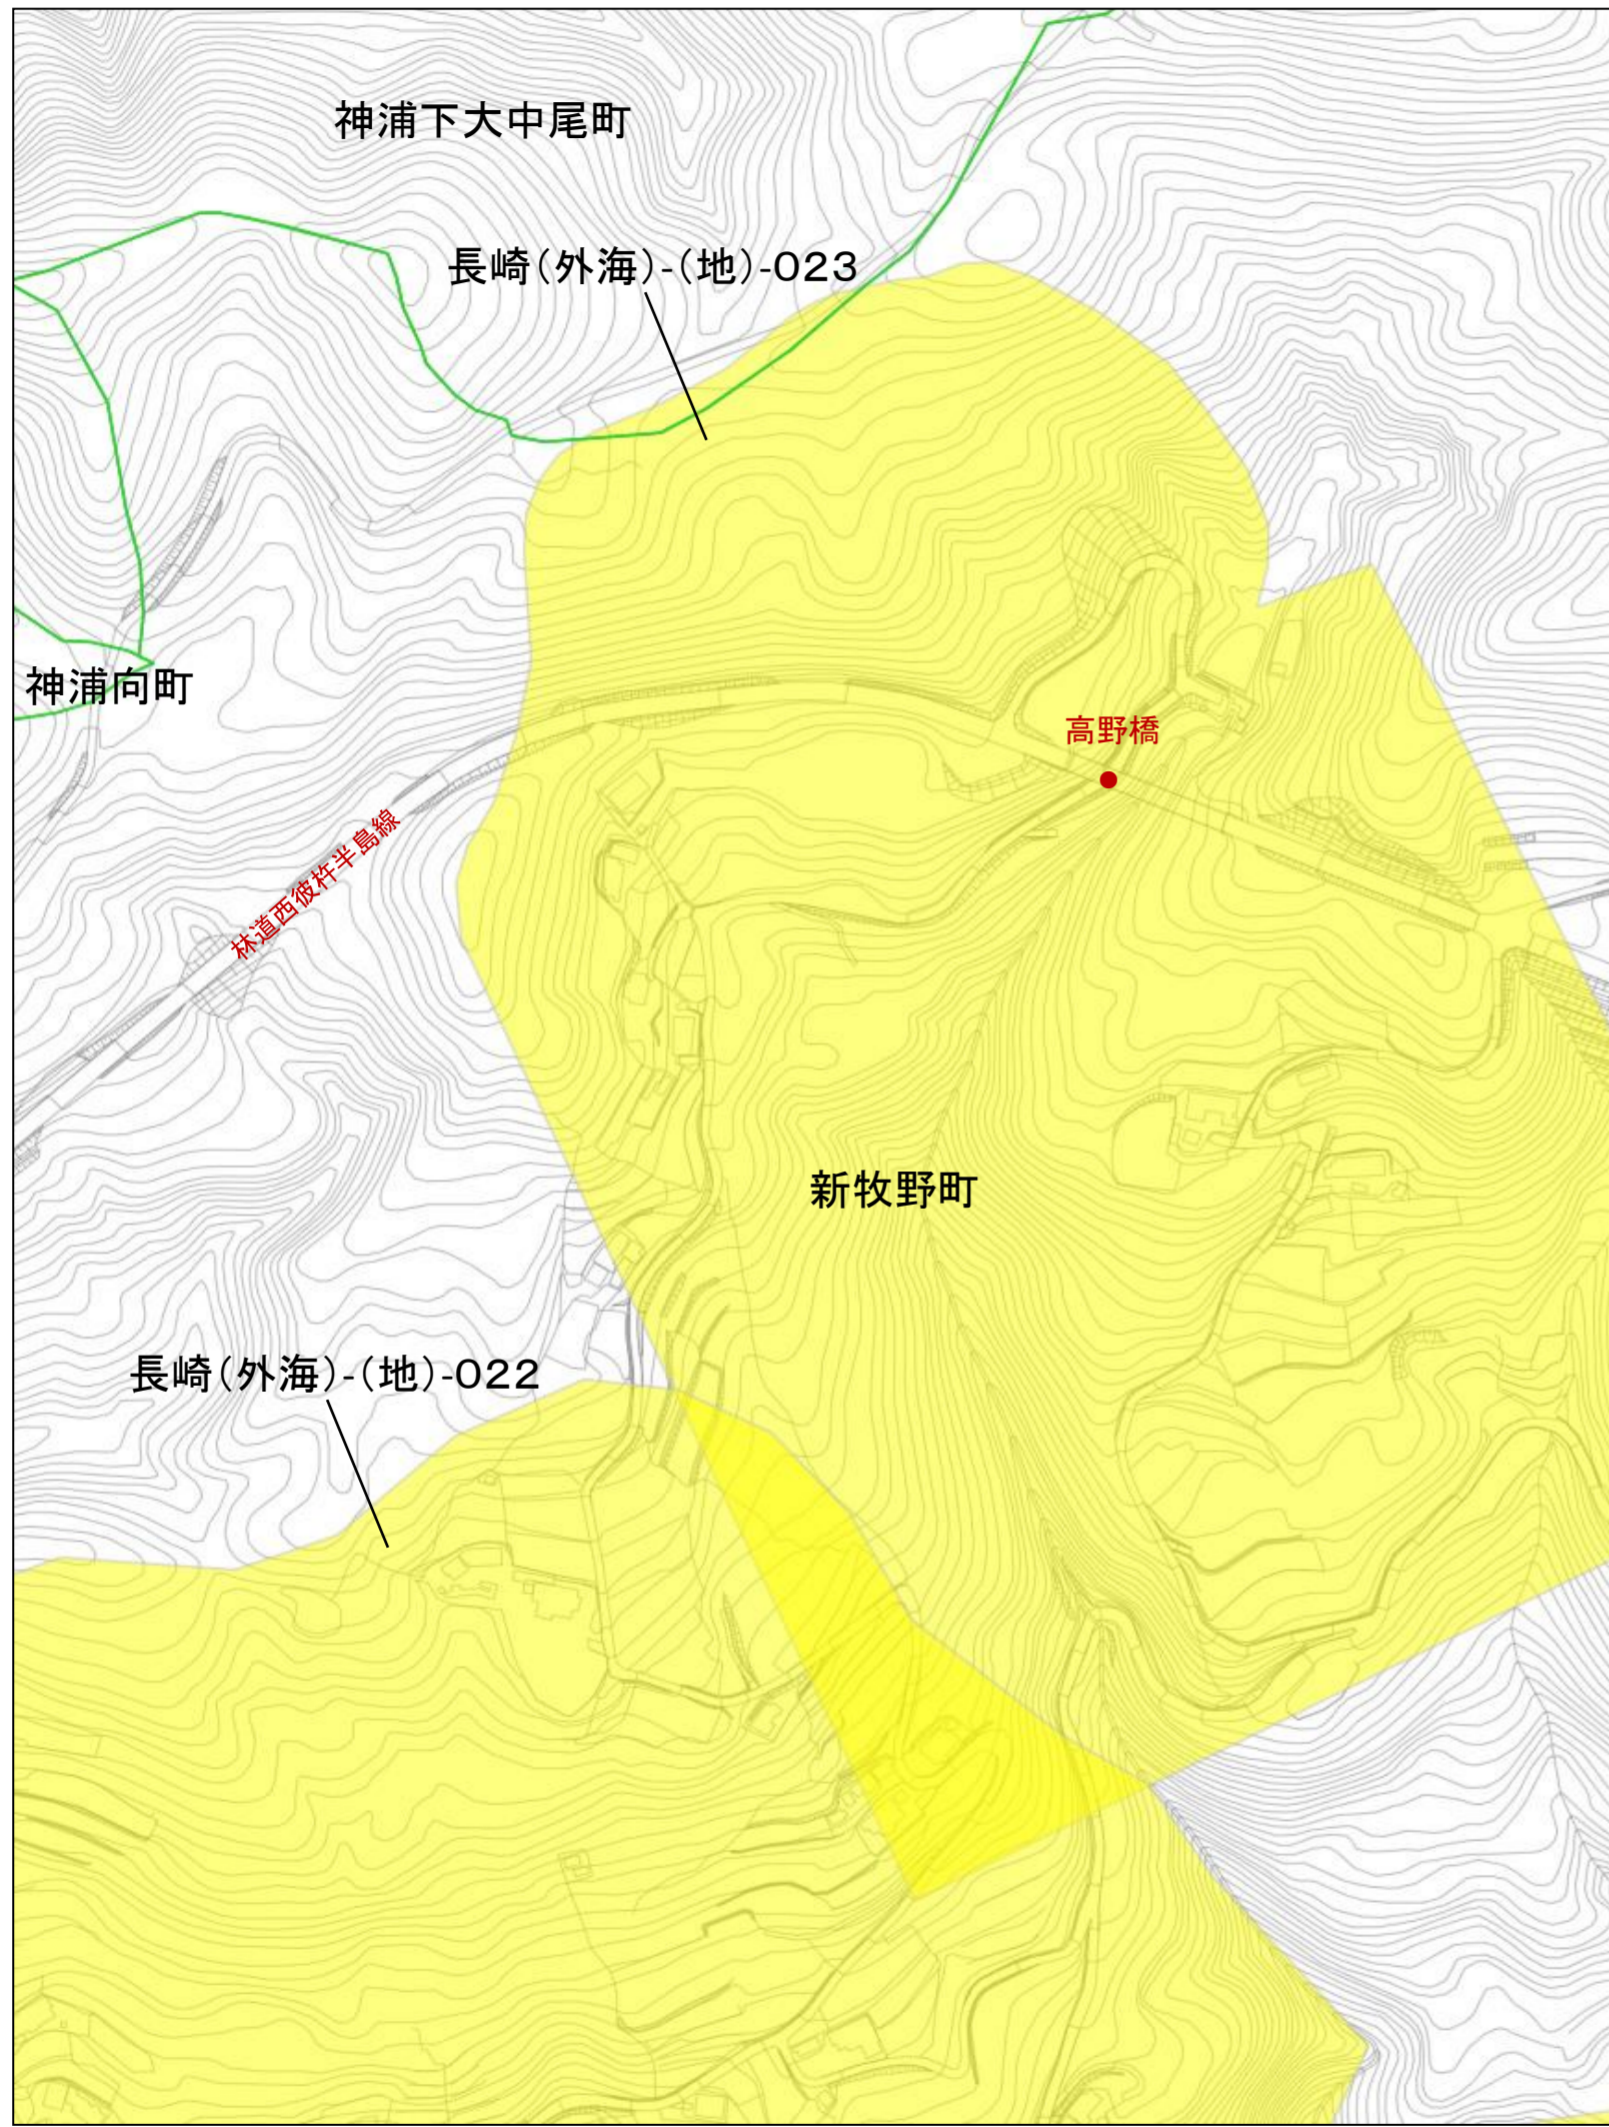 神浦下大中尾町
長崎（外海）-（地）-023
神浦向町
高野橋
林道西彼杵半島線
新牧野町
長崎（外海）-（地）-022